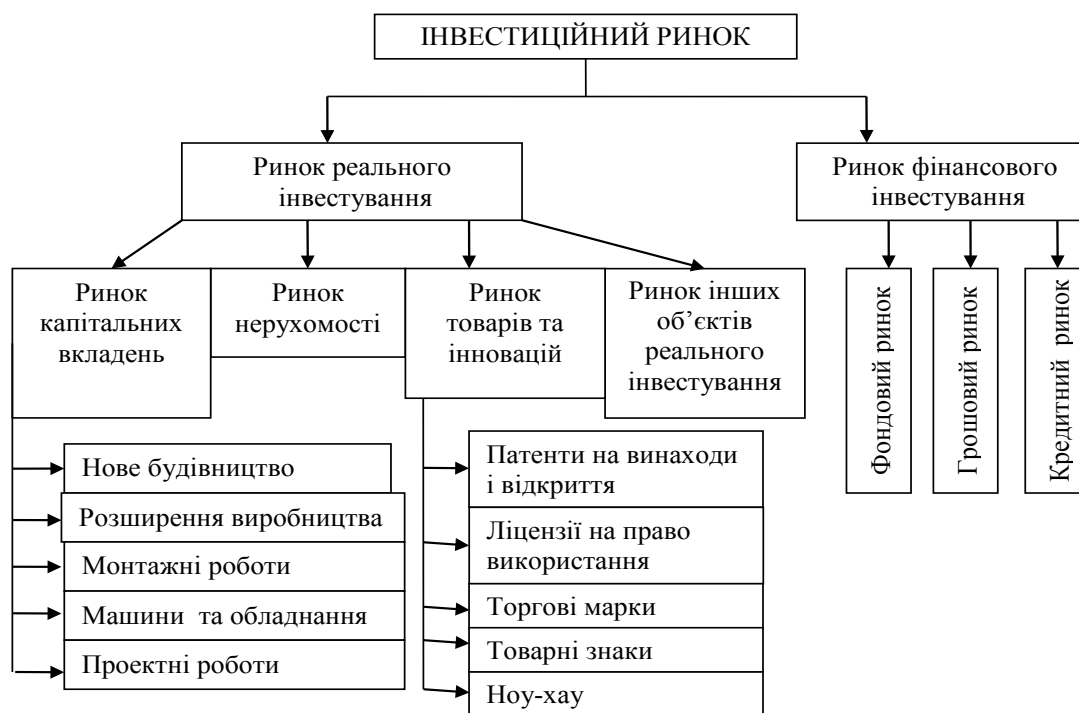 ІНВЕСТИЦІЙНИЙ РИНОК
Ринок реального
інвестування
Ринок фінансового
інвестування
Ринок
капітальних
вкладень
Ринок
нерухомості
Ринок
товарів та
інновацій
Ринок інших
об’єктів
реального
інвестування
Фондовий ринок
Грошовий ринок
Кредитний ринок
Нове будівництво
Розширення виробництва
Монтажні роботи
Машини та обладнання
Проектні роботи
Патенти на винаходи
і відкриття
Ліцензії на право
використання
Торгові марки
Товарні знаки
Ноу-хау